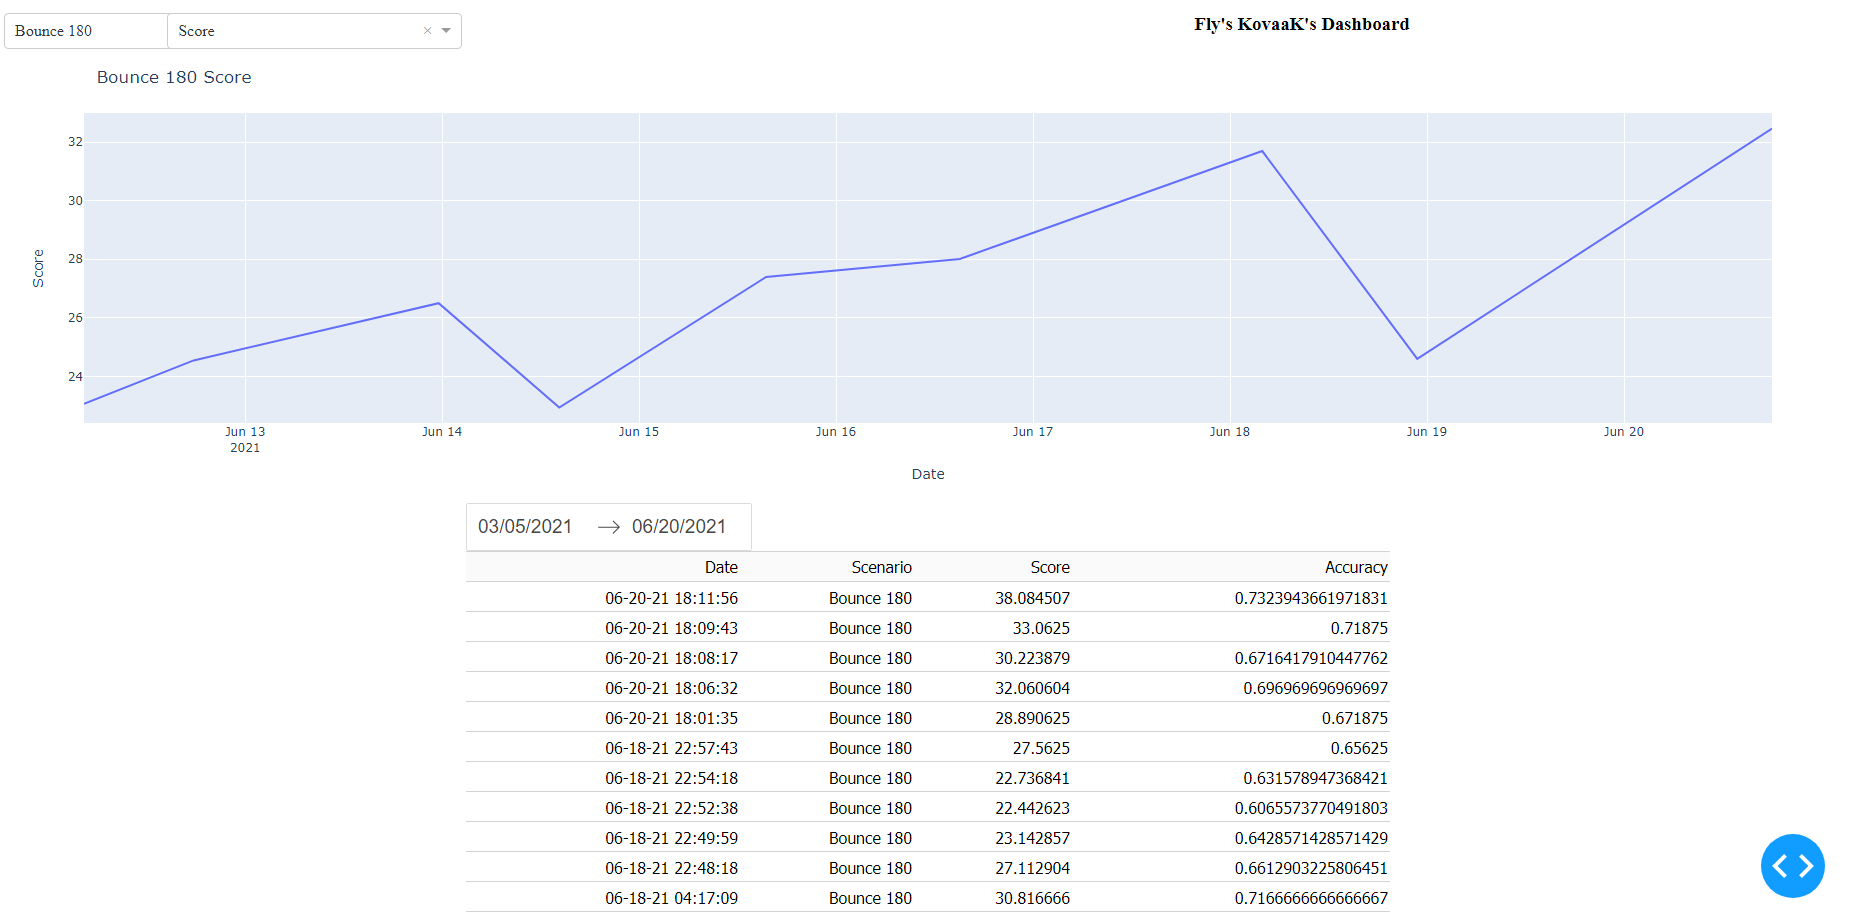 Bounce 180 Score × Fly's KovaaK's Dashboard
Bounce 180 Score
32
30
28
26
24
Score
Jun 13 Jun 14 Jun 15 Jun 16 Jun 17 Jun 18 Jun 19 Jun 20
2021
Date
03/05/2021 → 06/20/2021
Date Scenario Score Accuracy
06-20-21 18:11:56 Bounce 180 38.084507 0.7323943661971831
06-20-21 18:09:43 Bounce 180 33.0625 0.71875
06-20-21 18:08:17 Bounce 180 30.223879 0.6716417910447762
06-20-21 18:06:32 Bounce 180 32.060604 0.696969696969697
06-20-21 18:01:35 Bounce 180 28.890625 0.671875
06-18-21 22:57:43 Bounce 180 27.5625 0.65625
06-18-21 22:54:18 Bounce 180 22.736841 0.631578947368421
06-18-21 22:52:38 Bounce 180 22.442623 0.6065573770491803
06-18-21 22:49:59 Bounce 180 23.142857 0.6428571428571429
06-18-21 22:48:18 Bounce 180 27.112904 0.6612903225806451
06-18-21 04:17:09 Bounce 180 30.816666 0.7166666666666667